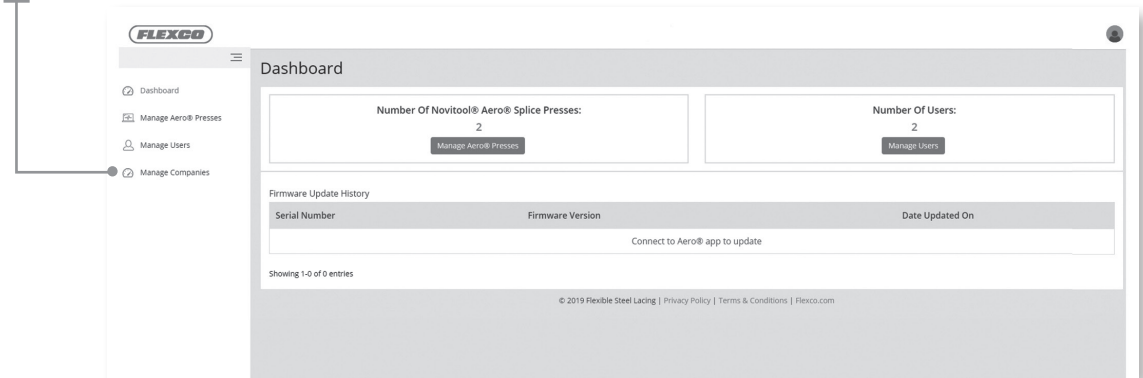 FLEXCO
Dashboard
Manage Aero® Presses
Manage Users
Manage Companies
Dashboard
Number Of Novitool® Aero® Splice Presses:
2
Manage Aero® Presses
Number Of Users:
2
Manage Users
Firmware Update History
Serial Number Firmware Version Date Updated On
Connect to Aero® app to update
Showing 1-0 of 0 entries
© 2019 Flexible Steel Lacing | Privacy Policy | Terms & Conditions | Flexco.com